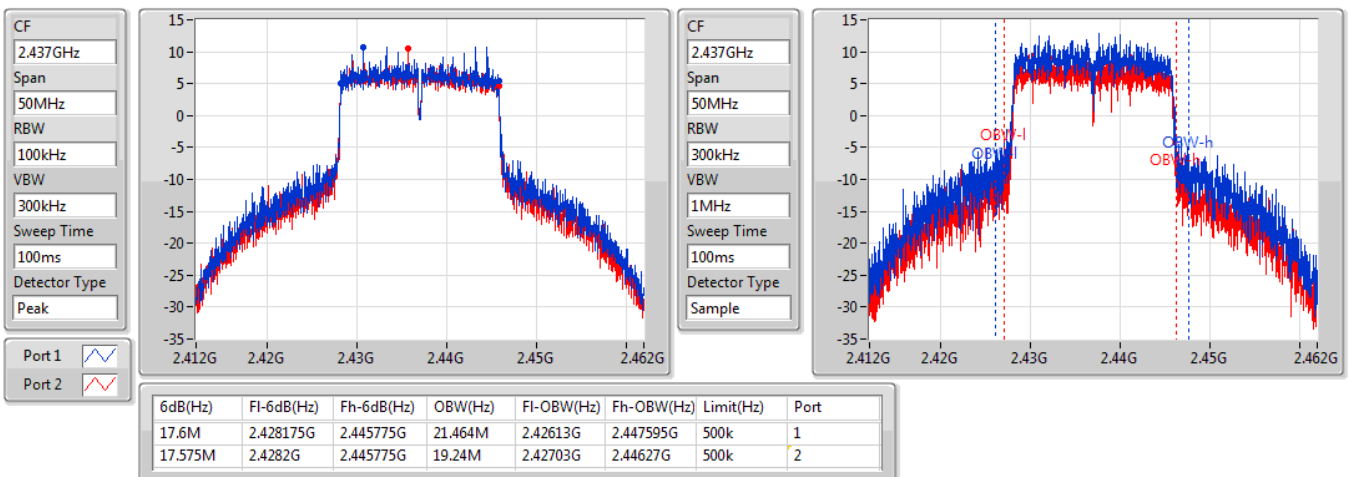 CF
2.437GHz
Span
50MHz
RBW
100kHz
VBW
300kHz
Sweep Time
100ms
Detector Type
Peak
Port 1
Port 2
15
10
5
0
-5
-10
-15
-20
-25
-30
-35
2.412G 2.42G 2.43G 2.44G 2.45G 2.462G
CF
2.437GHz
Span
50MHz
RBW
300kHz
VBW
1MHz
Sweep Time
100ms
Detector Type
Sample
15
10
5
0
-5
-10
-15
-20
-25
-30
-35
OBW-l
OBW-l
OBW-h
OBW-h
2.412G 2.42G 2.43G 2.44G 2.45G 2.462G
6dB(Hz) Fl-6dB(Hz) Fh-6dB(Hz) OBW(Hz) Fl-OBW(Hz) Fh-OBW(Hz) Limit(Hz) Port
17.6M 2.428175G 2.445775G 21.464M 2.42613G 2.447595G 500k 1
17.575M 2.4282G 2.445775G 19.24M 2.42703G 2.44627G 500k 2